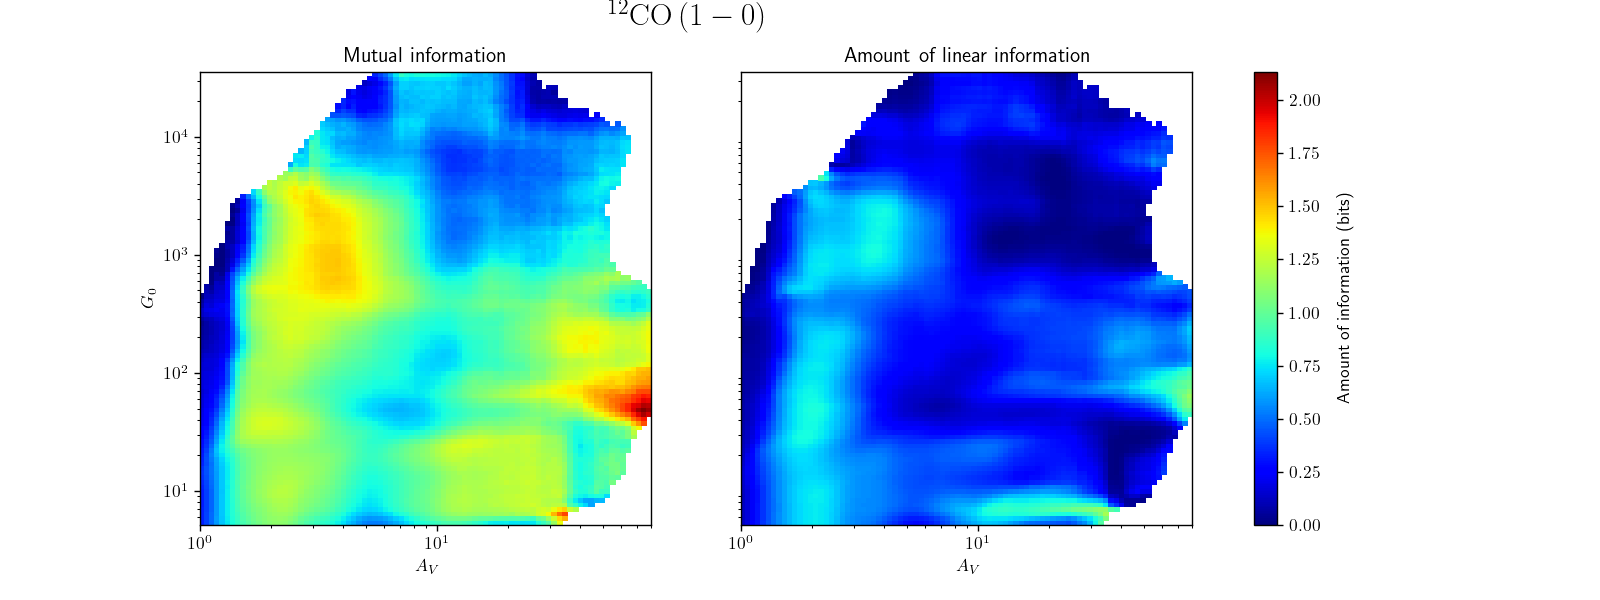 ¹²CO (1 − 0)
Mutual information
Amount of linear information
10⁴
10³
10²
10¹
G₀
10⁰
10¹
A_V
10⁰
10¹
A_V
2.00
1.75
1.50
1.25
1.00
0.75
0.50
0.25
0.00
Amount of information (bits)